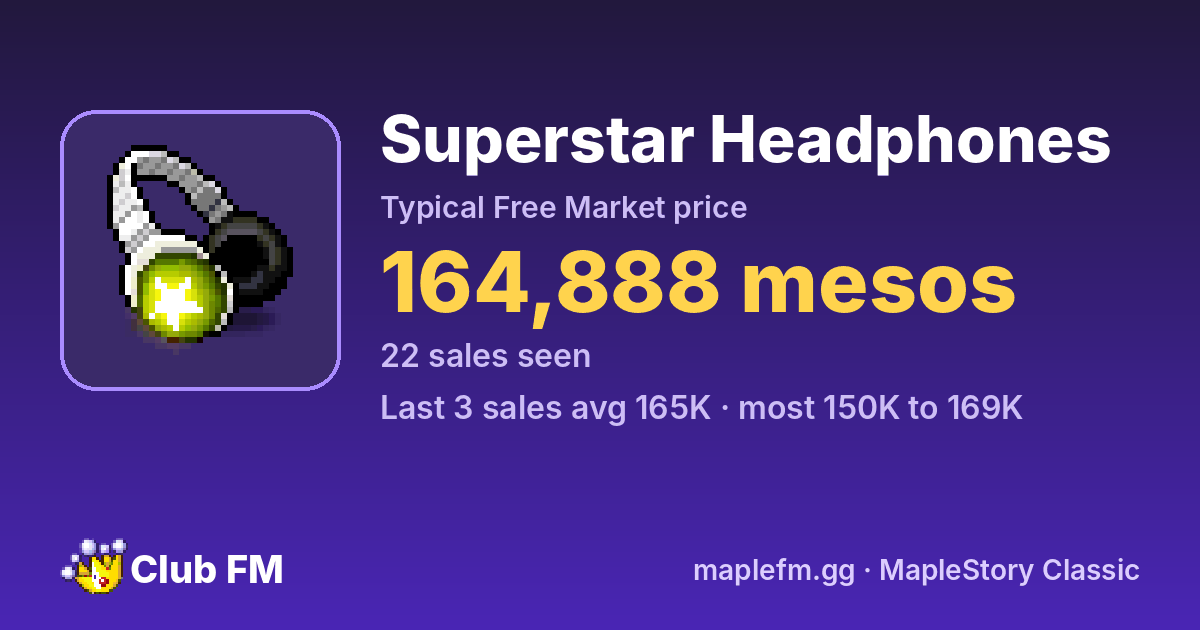 Superstar Headphones
Typical Free Market price
164,888 mesos
22 sales seen
Last 3 sales avg 165K · most 150K to 169K
Club FM
maplefm.gg · MapleStory Classic